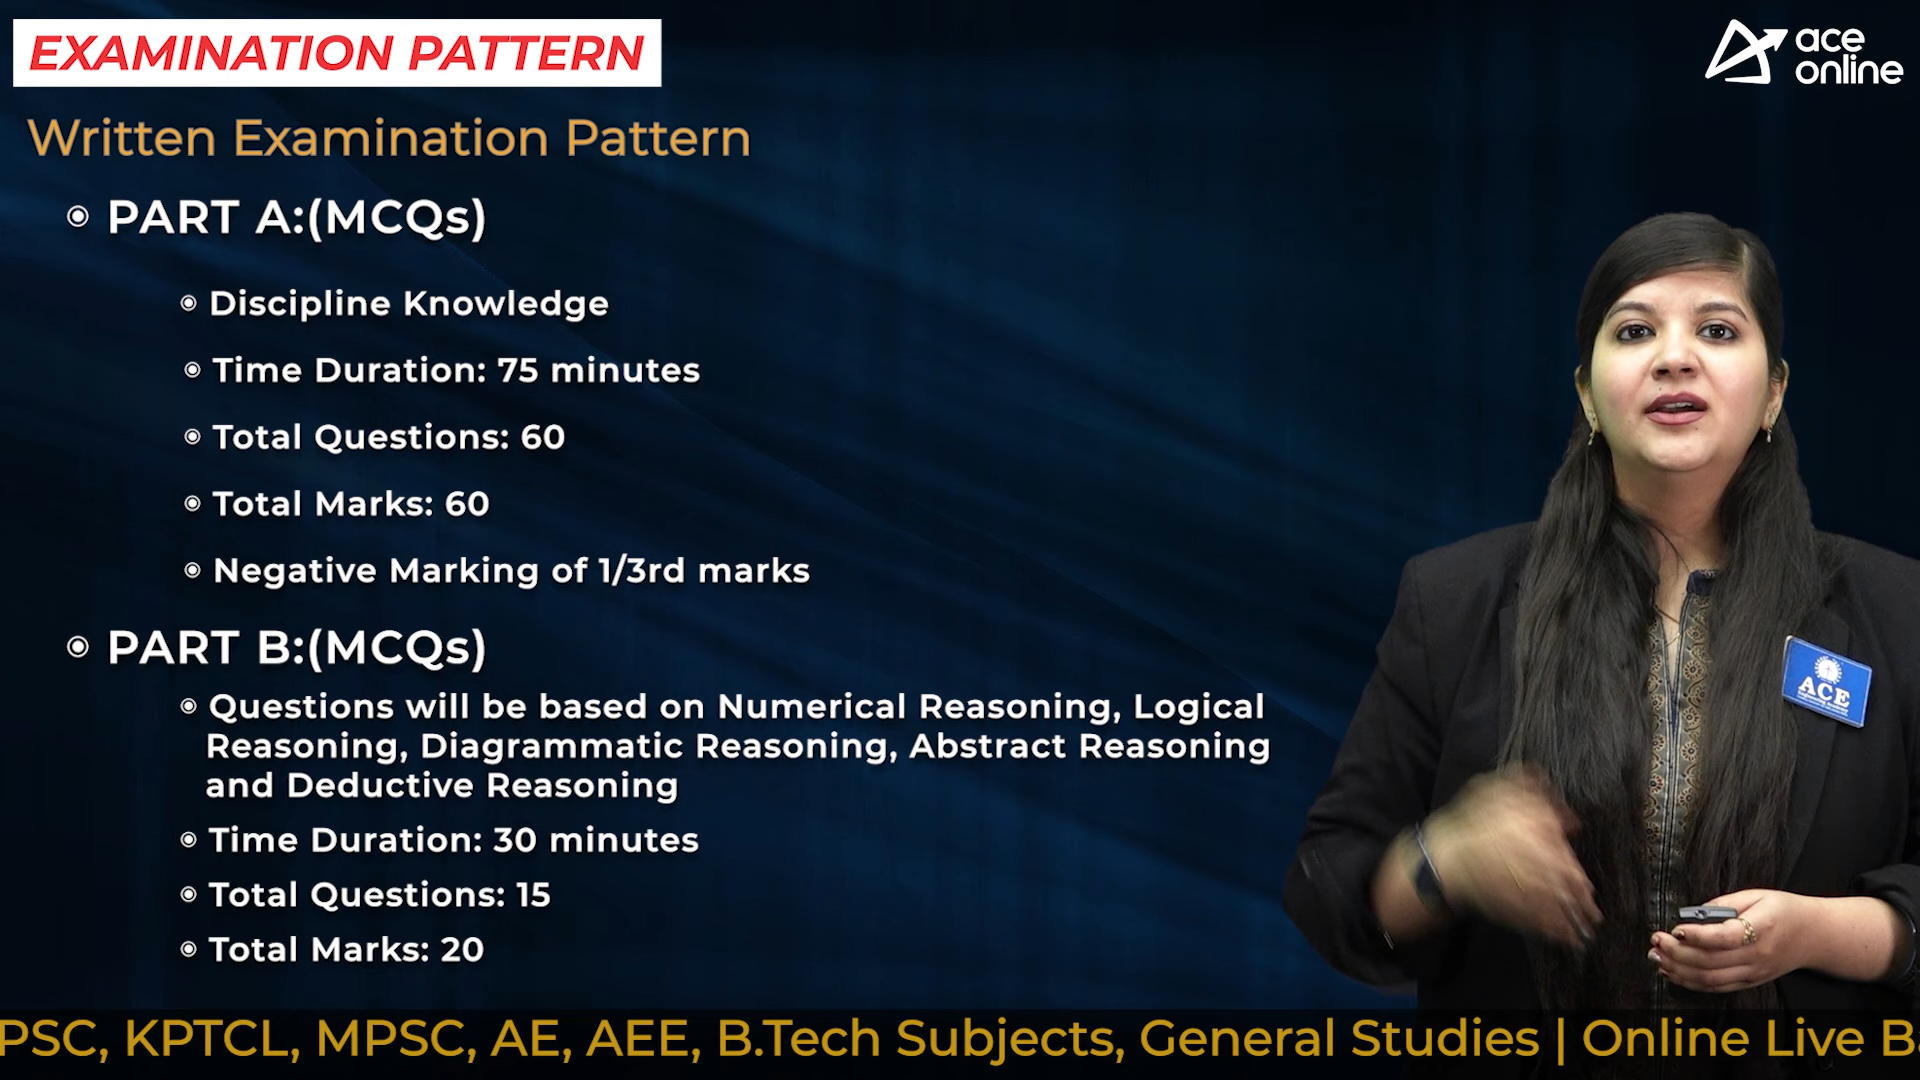 EXAMINATION PATTERN
ace
online
Written Examination Pattern
PART A:(MCQs)
Discipline Knowledge
Time Duration: 75 minutes
Total Questions: 60
Total Marks: 60
Negative Marking of 1/3rd marks
PART B:(MCQs)
Questions will be based on Numerical Reasoning, Logical
Reasoning, Diagrammatic Reasoning, Abstract Reasoning
and Deductive Reasoning
Time Duration: 30 minutes
Total Questions: 15
Total Marks: 20
ACE
PSC, KPTCL, MPSC, AE, AEE, B.Tech Subjects, General Studies | Online Live